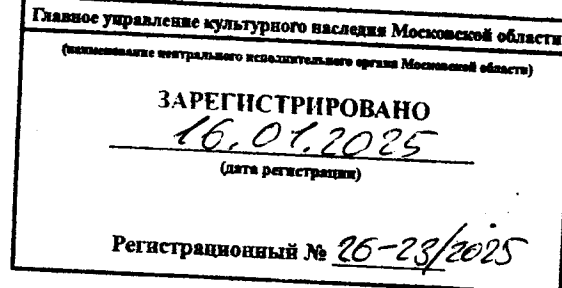 Главное управление культурного наследия Московской области
(наименование центрального исполнительного органа Московской области)
ЗАРЕГИСТРИРОВАНО
16.01.2025
(дата регистрации)
Регистрационный № 26-23/2025